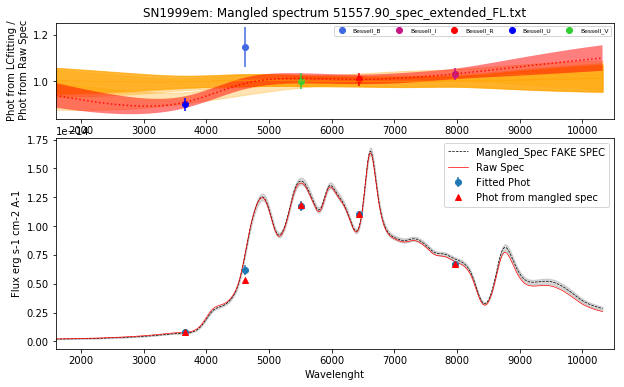 SN1999em: Mangled spectrum 51557.90_spec_extended_FL.txt
Phot from LCfitting /
Phot from Raw Spec
1.2
1.0
Bessell_B
Bessell_I
Bessell_R
Bessell_U
Bessell_V
2000 3000 4000 5000 6000 7000 8000 9000 10000
1e−14
Flux erg s-1 cm-2 A-1
1.75
1.50
1.25
1.00
0.75
0.50
0.25
0.00
Mangled_Spec FAKE SPEC
Raw Spec
Fitted Phot
Phot from mangled spec
2000 3000 4000 5000 6000 7000 8000 9000 10000
Wavelenght